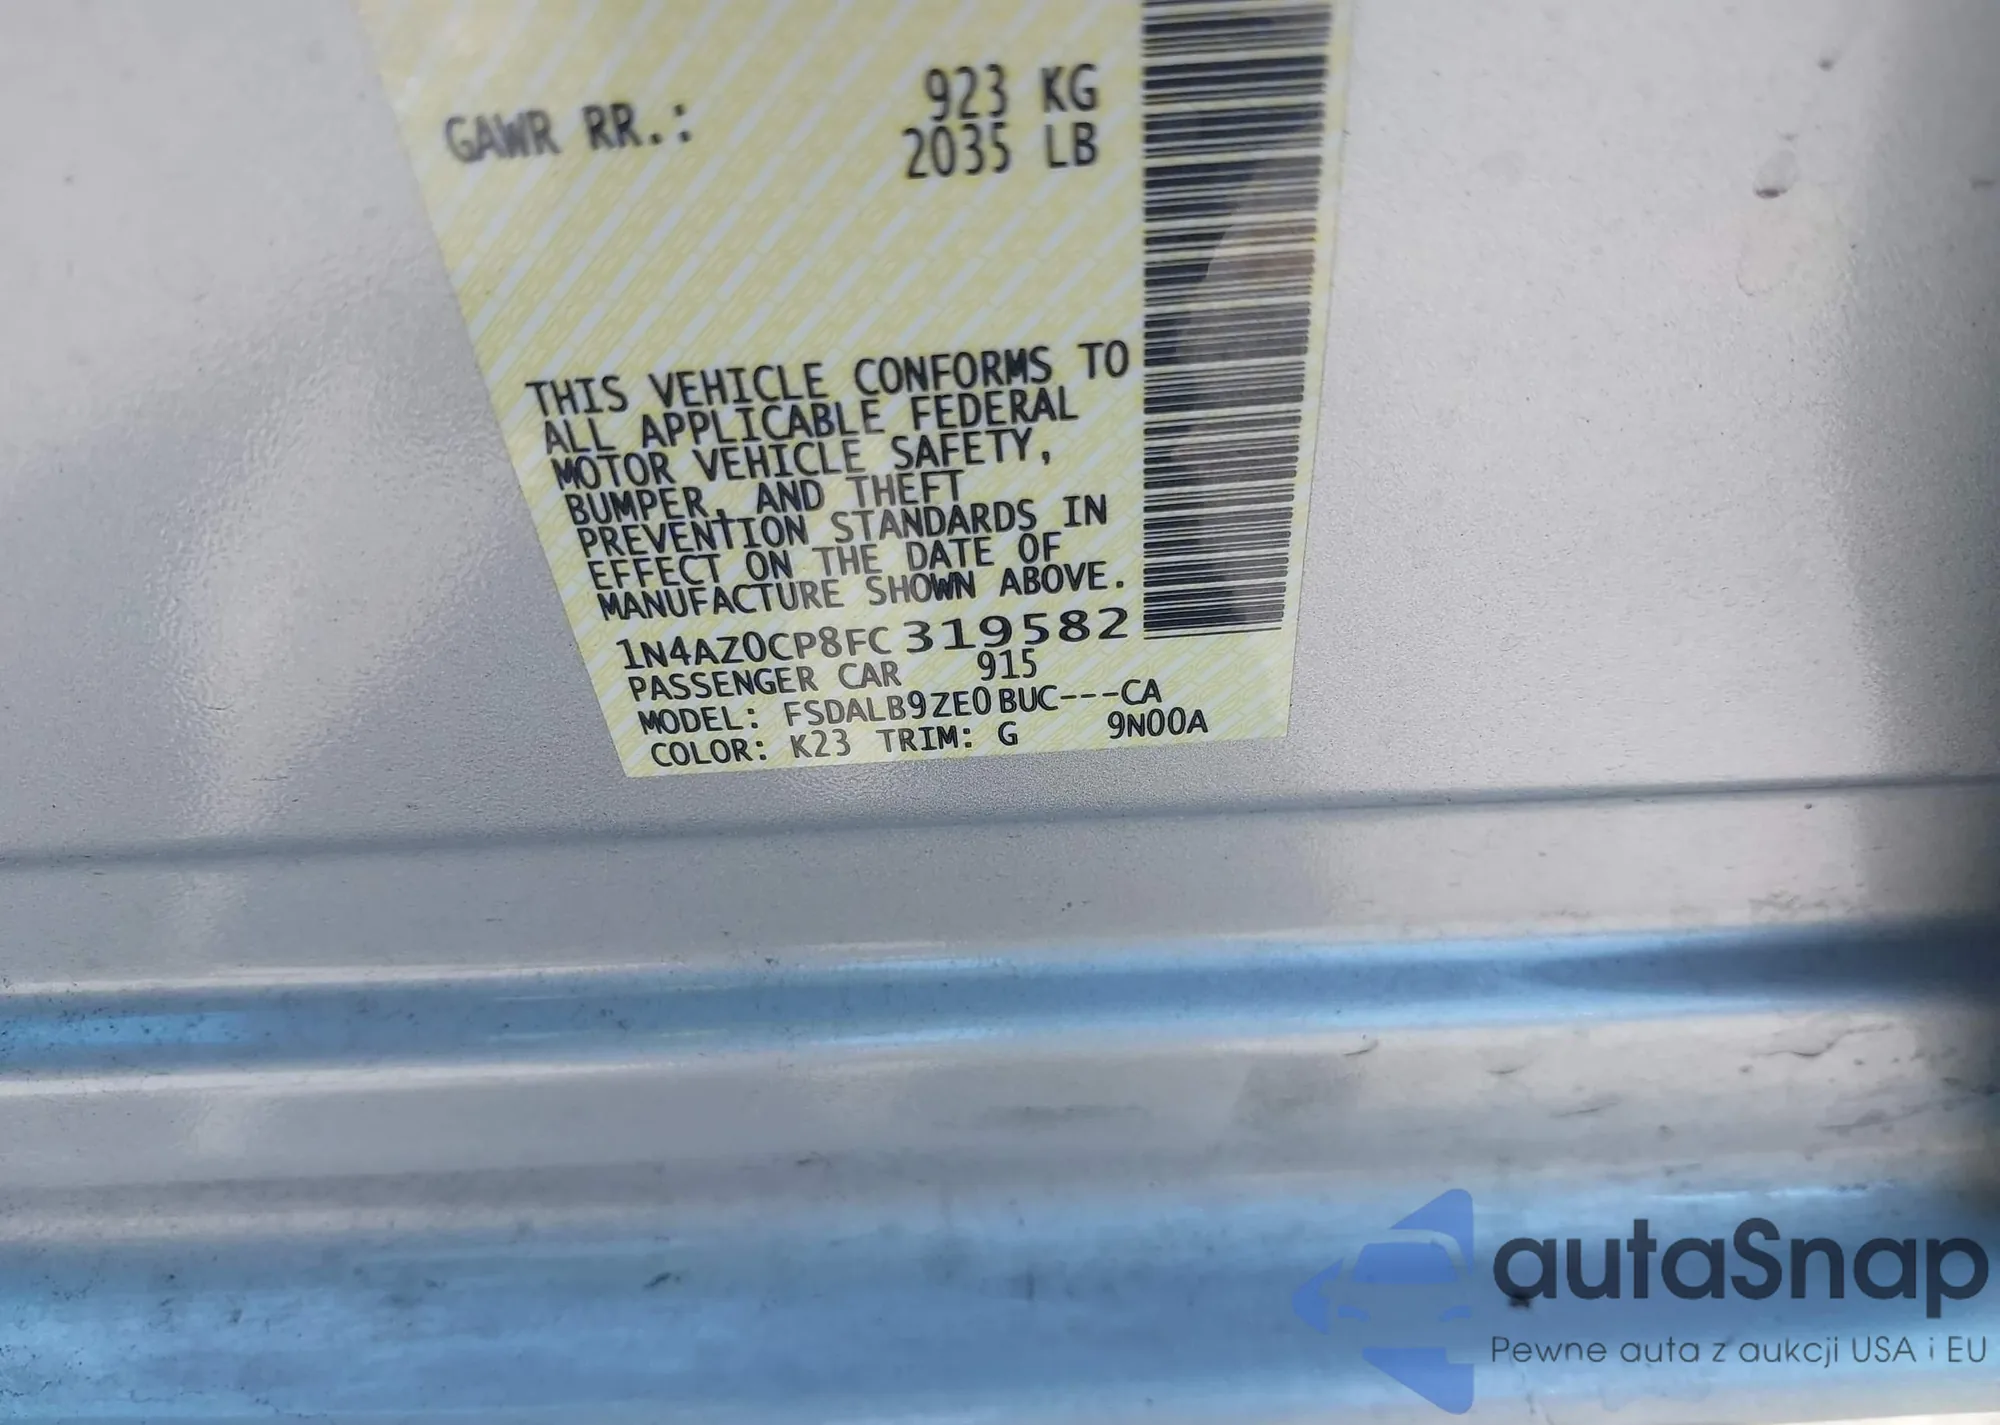 GAWR RR.: 923 KG
2035 LB
THIS VEHICLE CONFORMS TO
ALL APPLICABLE FEDERAL
MOTOR VEHICLE SAFETY,
BUMPER, AND THEFT
PREVENTION STANDARDS IN
EFFECT ON THE DATE OF
MANUFACTURE SHOWN ABOVE.
1N4AZ0CP8FC319582
PASSENGER CAR 915
MODEL: FSDALB9ZE0BUC---CA
COLOR: K23 TRIM: G 9N00A
autaSnap
Pewne auta z aukcji USA i EU